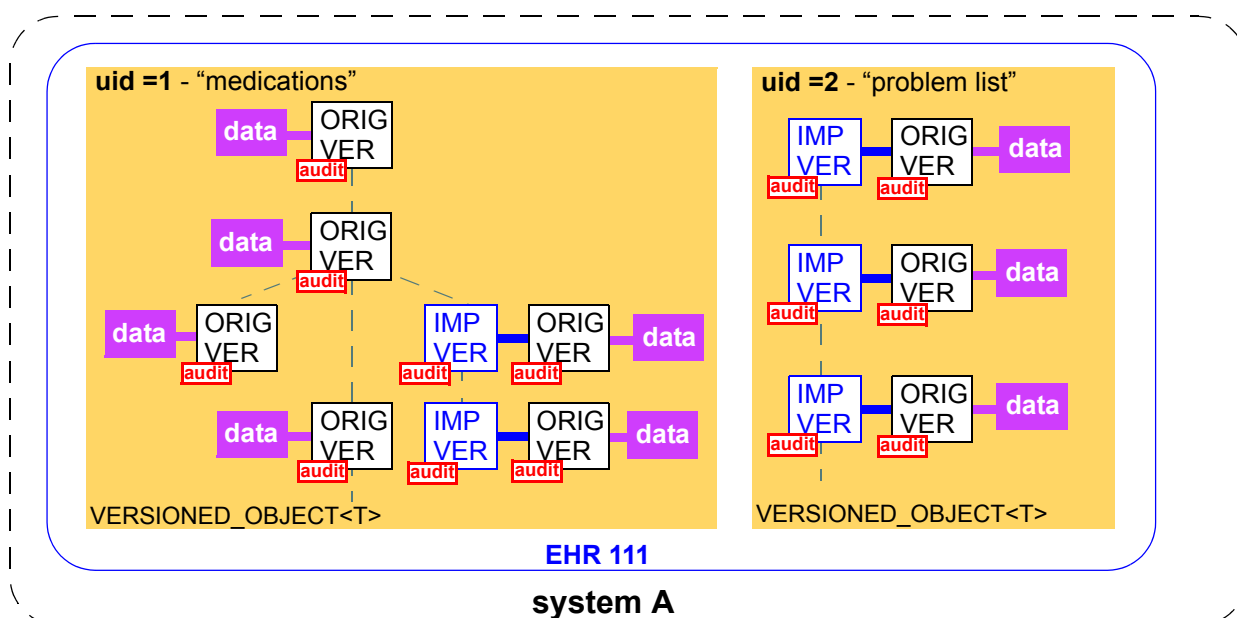 uid =1 - “medications”
data
ORIG
VER
audit
data
ORIG
VER
audit
data
ORIG
VER
audit
IMP
VER
audit
ORIG
VER
audit
data
data
ORIG
VER
audit
IMP
VER
audit
ORIG
VER
audit
data
VERSIONED_OBJECT<T>
uid =2 - “problem list”
IMP
VER
audit
ORIG
VER
audit
data
IMP
VER
audit
ORIG
VER
audit
data
IMP
VER
audit
ORIG
VER
audit
data
VERSIONED_OBJECT<T>
EHR 111
system A